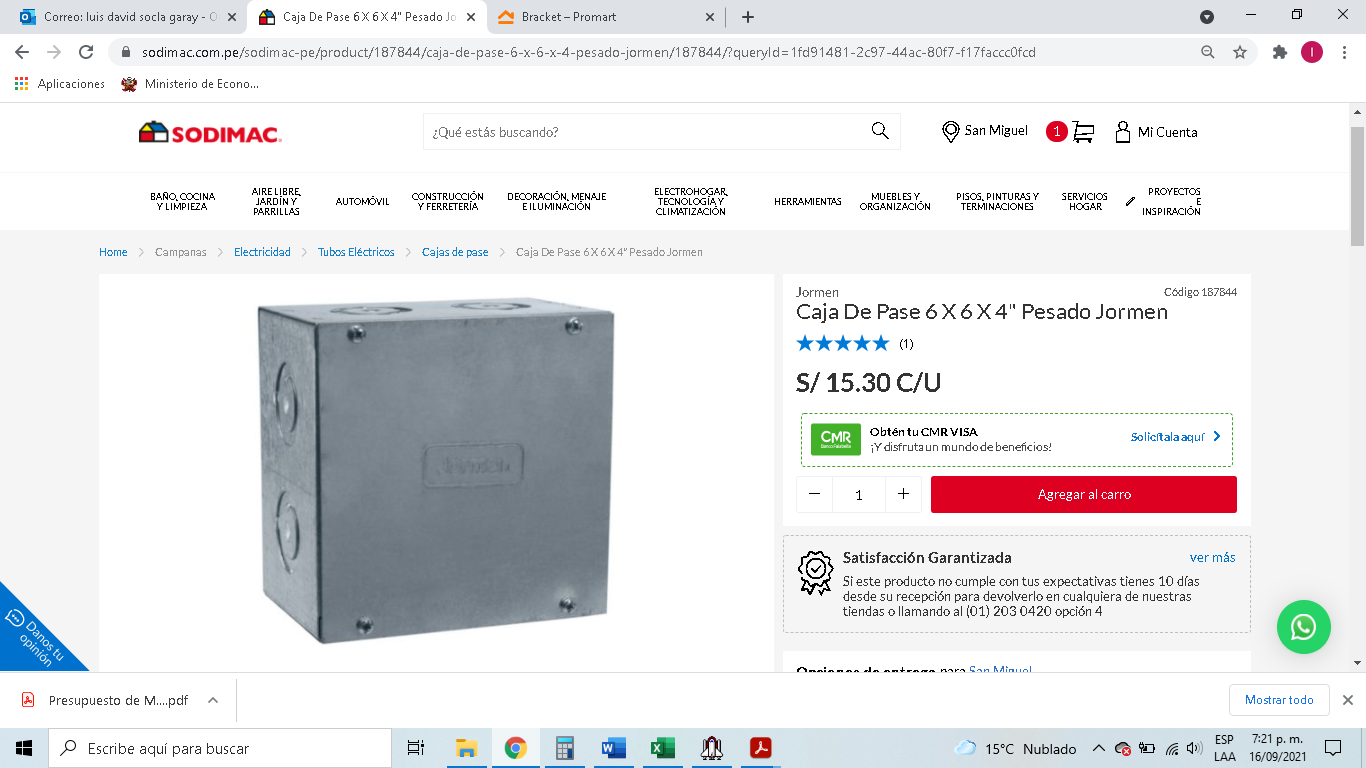 Correo: luis david socla garay - O
Caja De Pase 6 X 6 X 4" Pesado Jo
Bracket – Promart
sodimac.com.pe/sodimac-pe/product/187844/caja-de-pase-6-x-6-x-4-pesado-jormen/187844/?queryId=1fd91481-2c97-44ac-80f7-f17faccc0fcd
I
Aplicaciones
Ministerio de Econo...
SODIMAC.
¿Qué estás buscando?
San Miguel
1
Mi Cuenta
BAÑO, COCINA
Y LIMPIEZA
AIRE LIBRE,
JARDÍN Y
PARRILLAS
AUTOMÓVIL
CONSTRUCCIÓN
Y FERRETERÍA
DECORACIÓN, MENAJE
E ILUMINACIÓN
ELECTROHOGAR,
TECNOLOGÍA Y
CLIMATIZACIÓN
HERRAMIENTAS
MUEBLES Y
ORGANIZACIÓN
PISOS, PINTURAS Y
TERMINACIONES
SERVICIOS
HOGAR
PROYECTOS
E
INSPIRACIÓN
Home
Campanas
Electricidad
Tubos Eléctricos
Cajas de pase
Caja De Pase 6 X 6 X 4" Pesado Jormen
Jormen
Código 187844
Caja De Pase 6 X 6 X 4" Pesado Jormen
(1)
S/ 15.30 C/U
CMR
Banco Falabella
Obtén tu CMR VISA
¡Y disfruta un mundo de beneficios!
Solicítala aquí
− 1 +
Agregar al carro
Satisfacción Garantizada
ver más
Si este producto no cumple con tus expectativas tienes 10 días
desde su recepción para devolverlo en cualquiera de nuestras
tiendas o llamando al (01) 203 0420 opción 4
Opciones de entrega para San Miguel
Danos tu
opinión
Presupuesto de M....pdf
Mostrar todo
Escribe aquí para buscar
15°C Nublado
ESP
LAA
7:21 p. m.
16/09/2021